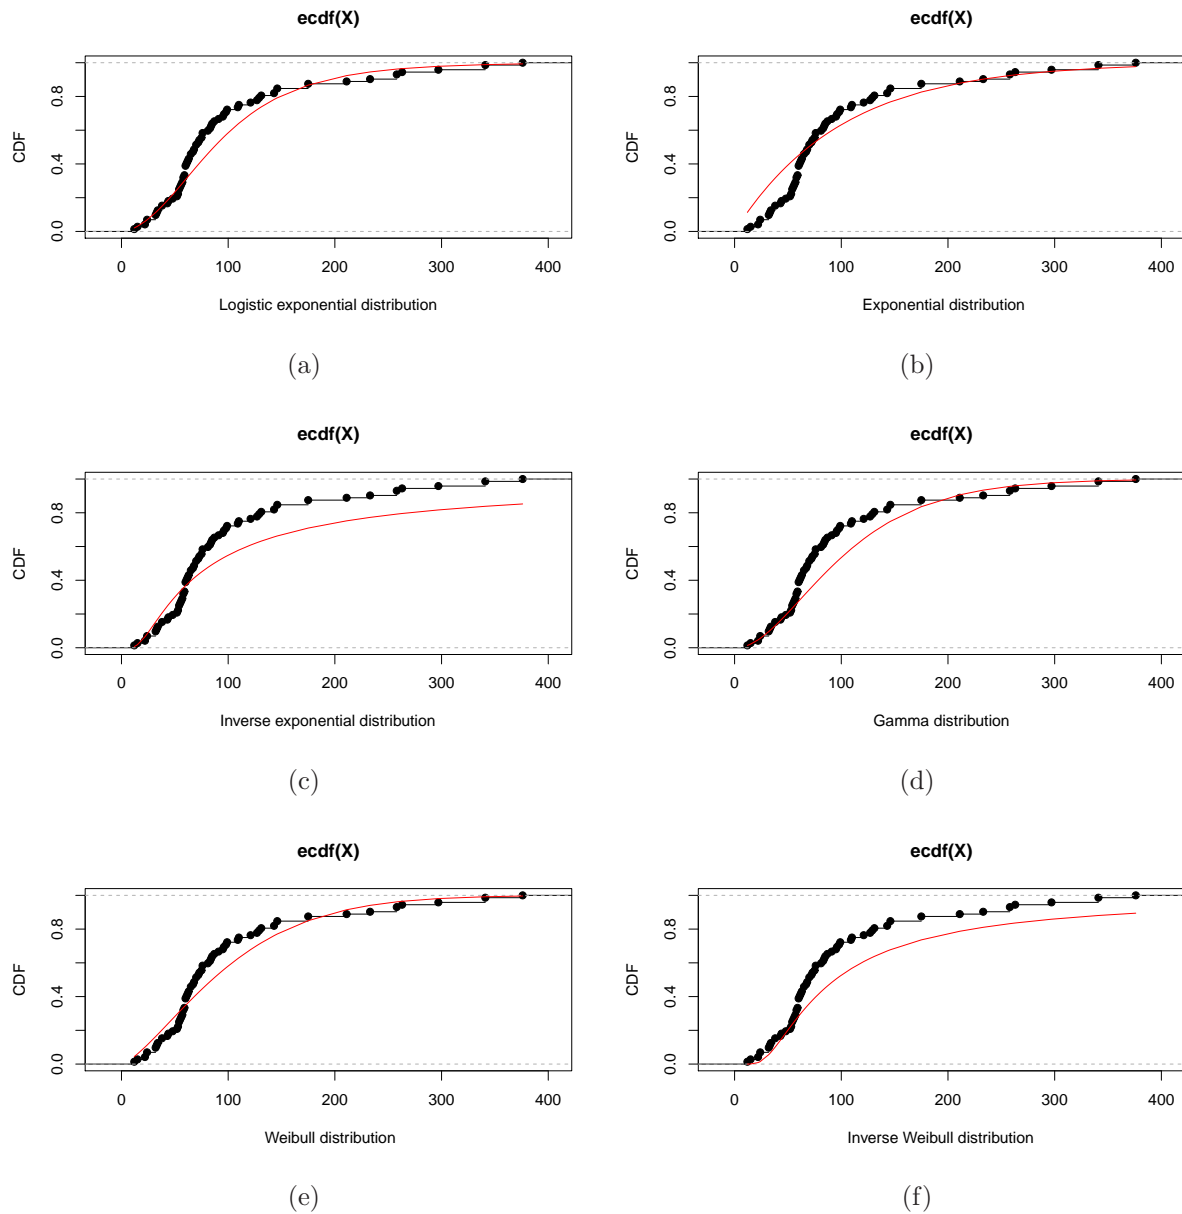 ecdf(X)
CDF
0.0 0.4 0.8
0 100 200 300 400
Logistic exponential distribution
(a)
ecdf(X)
CDF
0.0 0.4 0.8
0 100 200 300 400
Exponential distribution
(b)
ecdf(X)
CDF
0.0 0.4 0.8
0 100 200 300 400
Inverse exponential distribution
(c)
ecdf(X)
CDF
0.0 0.4 0.8
0 100 200 300 400
Gamma distribution
(d)
ecdf(X)
CDF
0.0 0.4 0.8
0 100 200 300 400
Weibull distribution
(e)
ecdf(X)
CDF
0.0 0.4 0.8
0 100 200 300 400
Inverse Weibull distribution
(f)